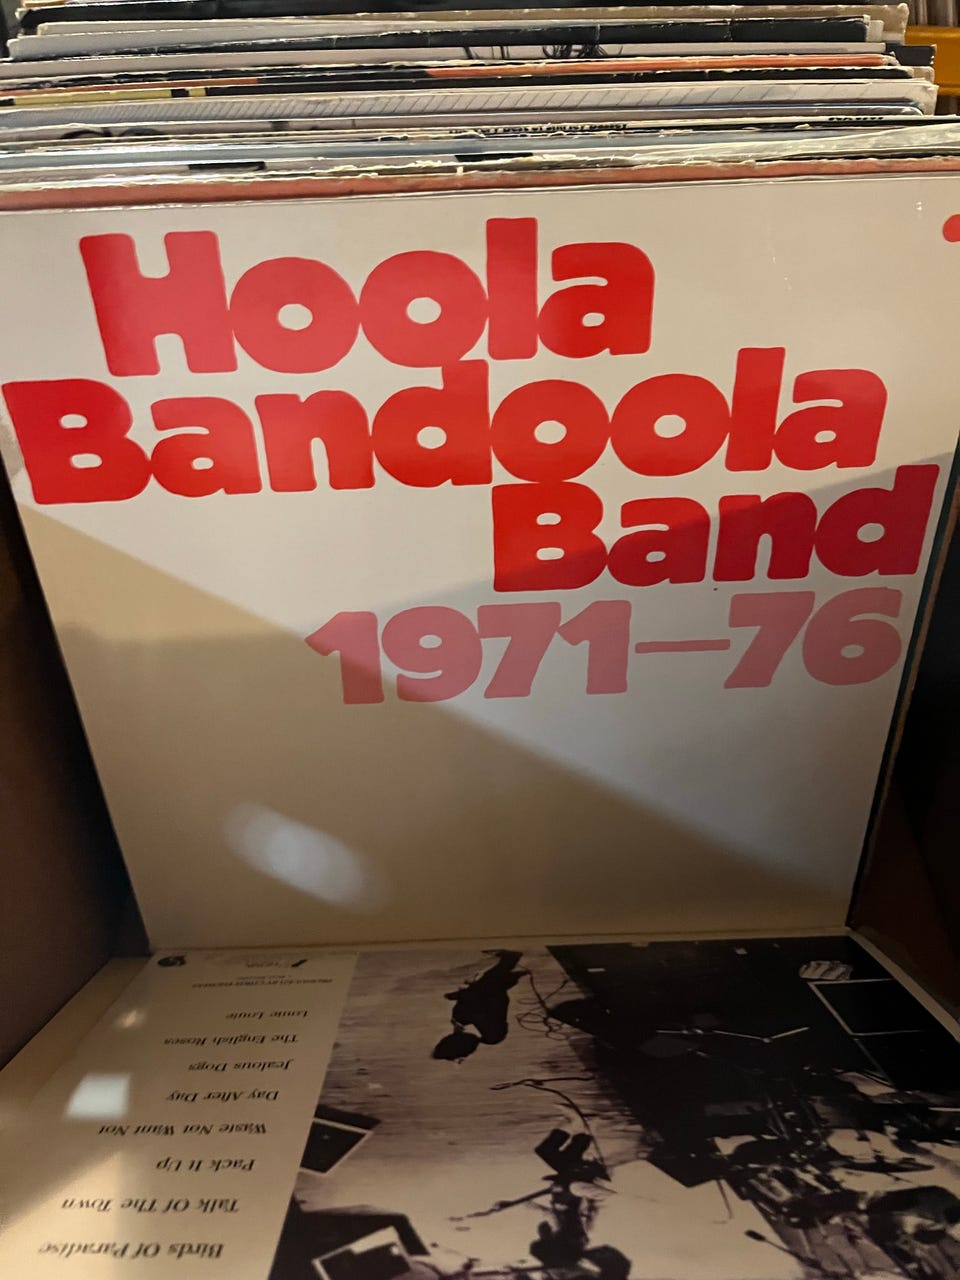 Hoola
Bandoola
Band
1971–76
Birds Of Paradise
Talk Of The Town
Pack It Up
Waste Not Want Not
Day After Day
Jealous Dogs
The English Roses
Louie Louie